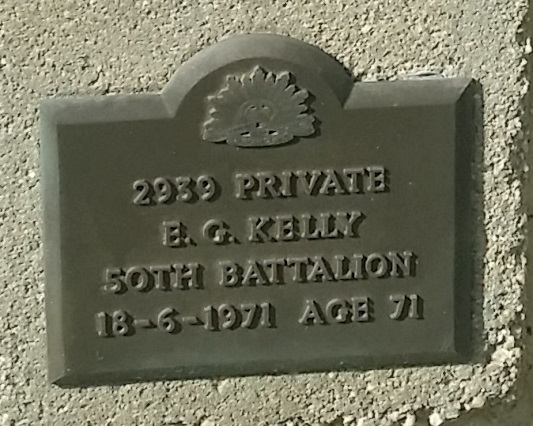 2939 PRIVATE
E. G. KELLY
50TH BATTALION
18-6-1971 AGE 71